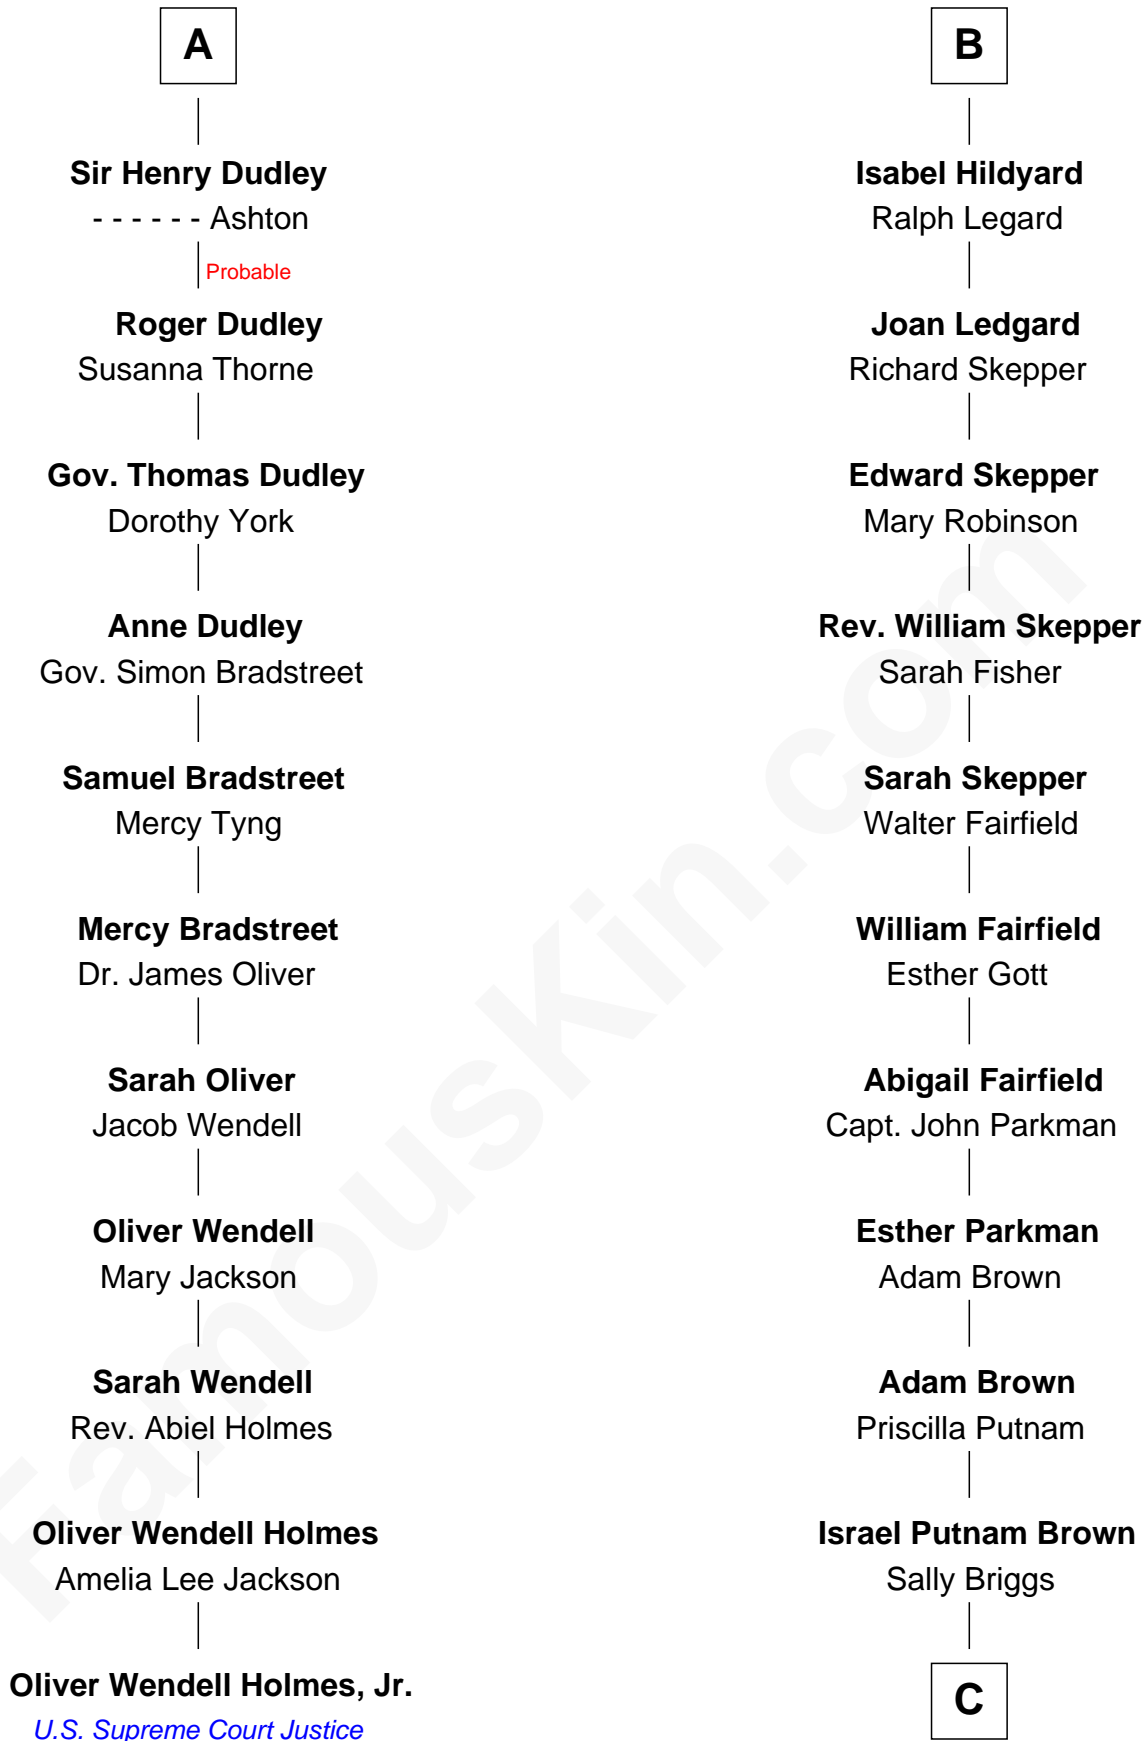 A
Sir Henry Dudley
- - - - - - Ashton
Probable
Roger Dudley
Susanna Thorne
Gov. Thomas Dudley
Dorothy York
Anne Dudley
Gov. Simon Bradstreet
Samuel Bradstreet
Mercy Tyng
Mercy Bradstreet
Dr. James Oliver
Sarah Oliver
Jacob Wendell
Oliver Wendell
Mary Jackson
Sarah Wendell
Rev. Abiel Holmes
Oliver Wendell Holmes
Amelia Lee Jackson
Oliver Wendell Holmes, Jr.
U.S. Supreme Court Justice
B
Isabel Hildyard
Ralph Legard
Joan Ledgard
Richard Skepper
Edward Skepper
Mary Robinson
Rev. William Skepper
Sarah Fisher
Sarah Skepper
Walter Fairfield
William Fairfield
Esther Gott
Abigail Fairfield
Capt. John Parkman
Esther Parkman
Adam Brown
Adam Brown
Priscilla Putnam
Israel Putnam Brown
Sally Briggs
C
FamousKin.com